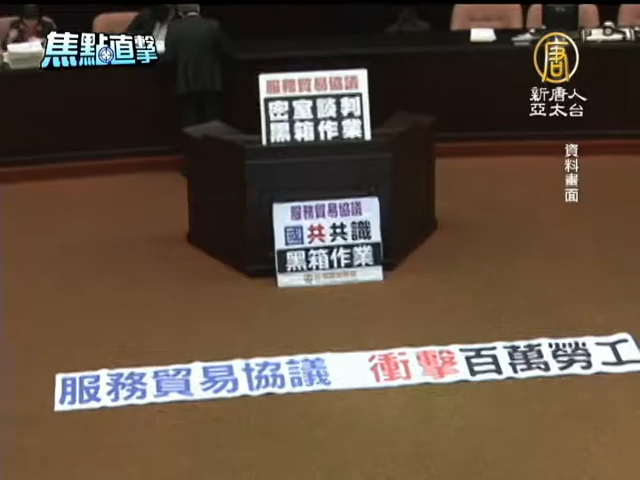 焦點直擊
唐
新唐人
亞太台
資料畫面
服務貿易協議
密室談判
黑箱作業
服務貿易協議
國共共識
黑箱作業
服務貿易協議 衝擊百萬勞工